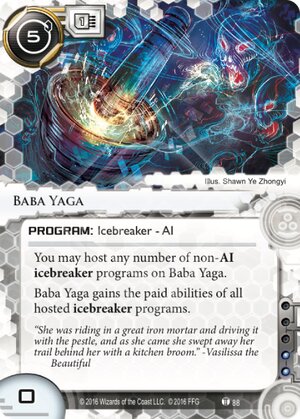 5
1
Illus. Shawn Ye Zhongyi
BABA YAGA
PROGRAM: Icebreaker - AI
You may host any number of non-AI
icebreaker programs on Baba Yaga.
Baba Yaga gains the paid abilities of all
hosted icebreaker programs.
"She was riding in a great iron mortar and driving it
with the pestle, and as she came she swept away her
trail behind her with a kitchen broom." -Vasilissa the
Beautiful
0
© 2016 Wizards of the Coast LLC. © 2016 FFG
88